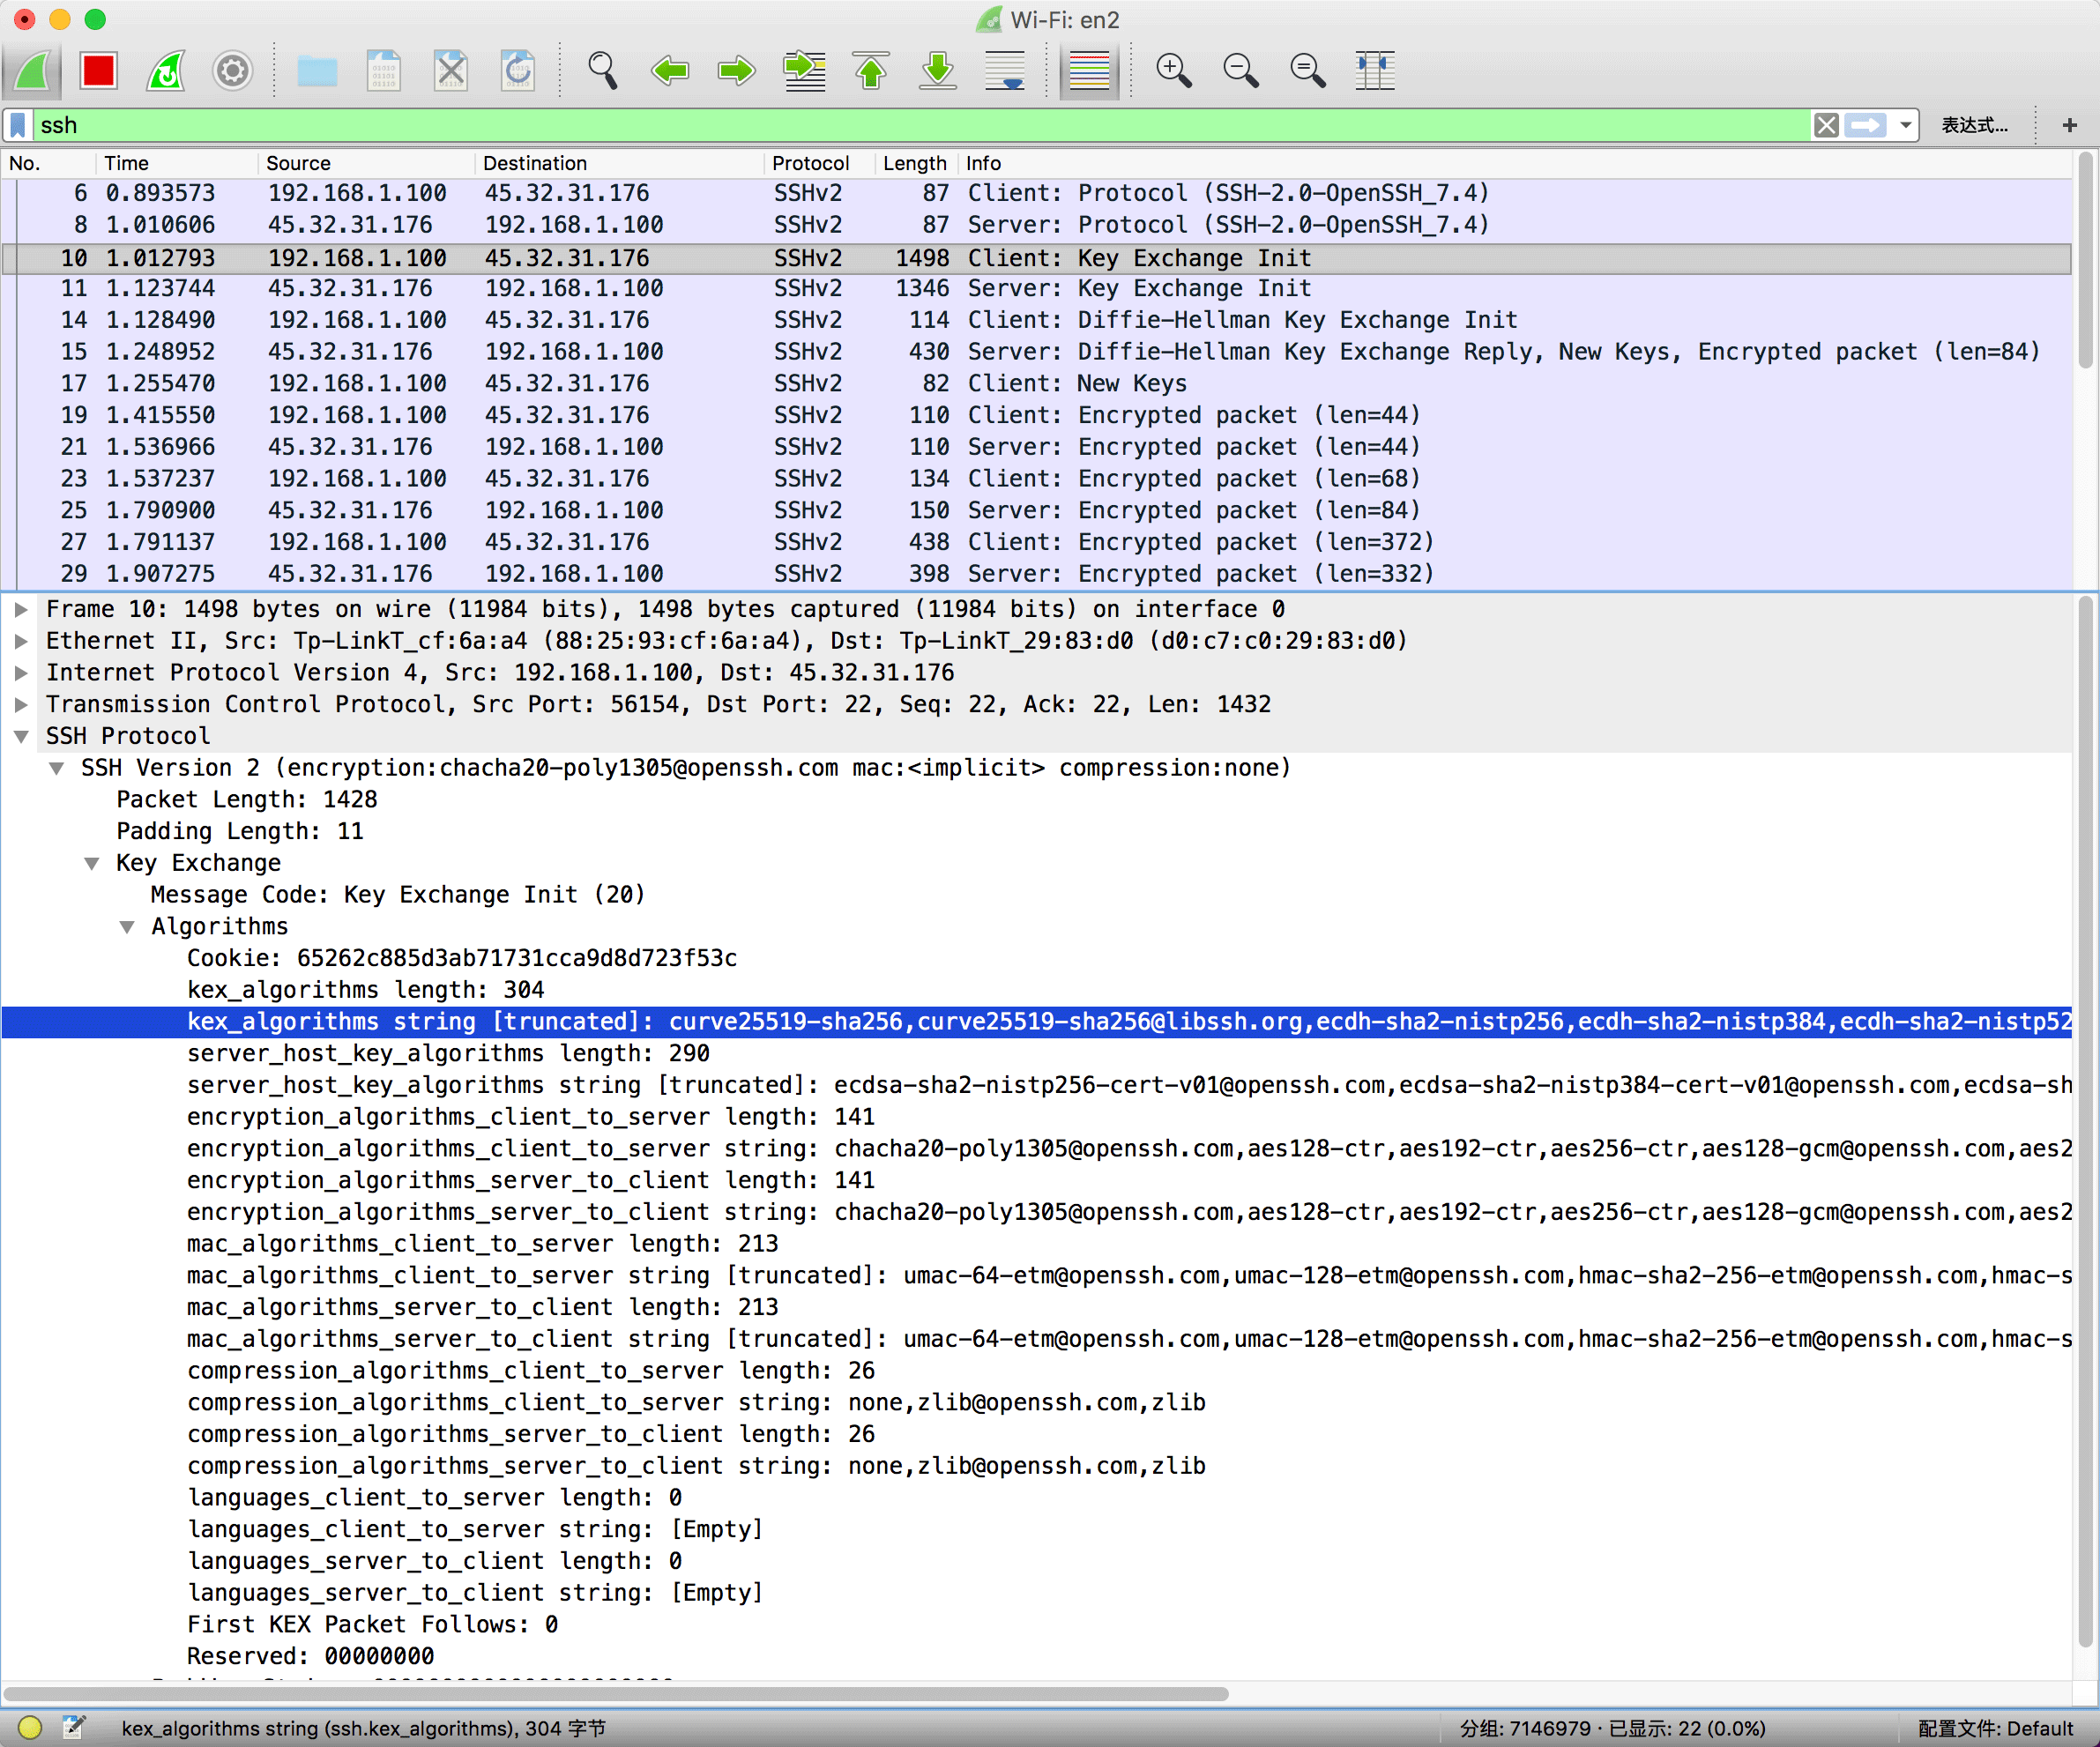 Wi-Fi: en2
ssh
表达式...
+
No. Time Source Destination Protocol Length Info
6 0.893573 192.168.1.100 45.32.31.176 SSHv2 87 Client: Protocol (SSH-2.0-OpenSSH_7.4)
8 1.010606 45.32.31.176 192.168.1.100 SSHv2 87 Server: Protocol (SSH-2.0-OpenSSH_7.4)
10 1.012793 192.168.1.100 45.32.31.176 SSHv2 1498 Client: Key Exchange Init
11 1.123744 45.32.31.176 192.168.1.100 SSHv2 1346 Server: Key Exchange Init
14 1.128490 192.168.1.100 45.32.31.176 SSHv2 114 Client: Diffie-Hellman Key Exchange Init
15 1.248952 45.32.31.176 192.168.1.100 SSHv2 430 Server: Diffie-Hellman Key Exchange Reply, New Keys, Encrypted packet (len=84)
17 1.255470 192.168.1.100 45.32.31.176 SSHv2 82 Client: New Keys
19 1.415550 192.168.1.100 45.32.31.176 SSHv2 110 Client: Encrypted packet (len=44)
21 1.536966 45.32.31.176 192.168.1.100 SSHv2 110 Server: Encrypted packet (len=44)
23 1.537237 192.168.1.100 45.32.31.176 SSHv2 134 Client: Encrypted packet (len=68)
25 1.790900 45.32.31.176 192.168.1.100 SSHv2 150 Server: Encrypted packet (len=84)
27 1.791137 192.168.1.100 45.32.31.176 SSHv2 438 Client: Encrypted packet (len=372)
29 1.907275 45.32.31.176 192.168.1.100 SSHv2 398 Server: Encrypted packet (len=332)
Frame 10: 1498 bytes on wire (11984 bits), 1498 bytes captured (11984 bits) on interface 0
Ethernet II, Src: Tp-LinkT_cf:6a:a4 (88:25:93:cf:6a:a4), Dst: Tp-LinkT_29:83:d0 (d0:c7:c0:29:83:d0)
Internet Protocol Version 4, Src: 192.168.1.100, Dst: 45.32.31.176
Transmission Control Protocol, Src Port: 56154, Dst Port: 22, Seq: 22, Ack: 22, Len: 1432
SSH Protocol
SSH Version 2 (encryption:chacha20-poly1305@openssh.com mac:<implicit> compression:none)
Packet Length: 1428
Padding Length: 11
Key Exchange
Message Code: Key Exchange Init (20)
Algorithms
Cookie: 65262c885d3ab71731cca9d8d723f53c
kex_algorithms length: 304
kex_algorithms string [truncated]: curve25519-sha256,curve25519-sha256@libssh.org,ecdh-sha2-nistp256,ecdh-sha2-nistp384,ecdh-sha2-nistp52
server_host_key_algorithms length: 290
server_host_key_algorithms string [truncated]: ecdsa-sha2-nistp256-cert-v01@openssh.com,ecdsa-sha2-nistp384-cert-v01@openssh.com,ecdsa-sh
encryption_algorithms_client_to_server length: 141
encryption_algorithms_client_to_server string: chacha20-poly1305@openssh.com,aes128-ctr,aes192-ctr,aes256-ctr,aes128-gcm@openssh.com,aes2
encryption_algorithms_server_to_client length: 141
encryption_algorithms_server_to_client string: chacha20-poly1305@openssh.com,aes128-ctr,aes192-ctr,aes256-ctr,aes128-gcm@openssh.com,aes2
mac_algorithms_client_to_server length: 213
mac_algorithms_client_to_server string [truncated]: umac-64-etm@openssh.com,umac-128-etm@openssh.com,hmac-sha2-256-etm@openssh.com,hmac-s
mac_algorithms_server_to_client length: 213
mac_algorithms_server_to_client string [truncated]: umac-64-etm@openssh.com,umac-128-etm@openssh.com,hmac-sha2-256-etm@openssh.com,hmac-s
compression_algorithms_client_to_server length: 26
compression_algorithms_client_to_server string: none,zlib@openssh.com,zlib
compression_algorithms_server_to_client length: 26
compression_algorithms_server_to_client string: none,zlib@openssh.com,zlib
languages_client_to_server length: 0
languages_client_to_server string: [Empty]
languages_server_to_client length: 0
languages_server_to_client string: [Empty]
First KEX Packet Follows: 0
Reserved: 00000000
kex_algorithms string (ssh.kex_algorithms), 304 字节
分组: 7146979 · 已显示: 22 (0.0%)
配置文件: Default